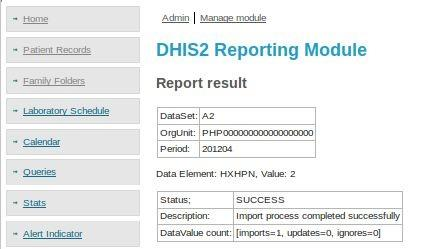 Home
Patient Records
Family Folders
Laboratory Schedule
Calendar
Queries
Stats
Alert Indicator
Admin | Manage module
DHIS2 Reporting Module
Report result
DataSet: A2
OrgUnit: PHP000000000000000000
Period: 201204
Data Element: HXHPN, Value: 2
Status; SUCCESS
Description: Import process completed successfully
DataValue count: [imports=1, updates=0, ignores=0]